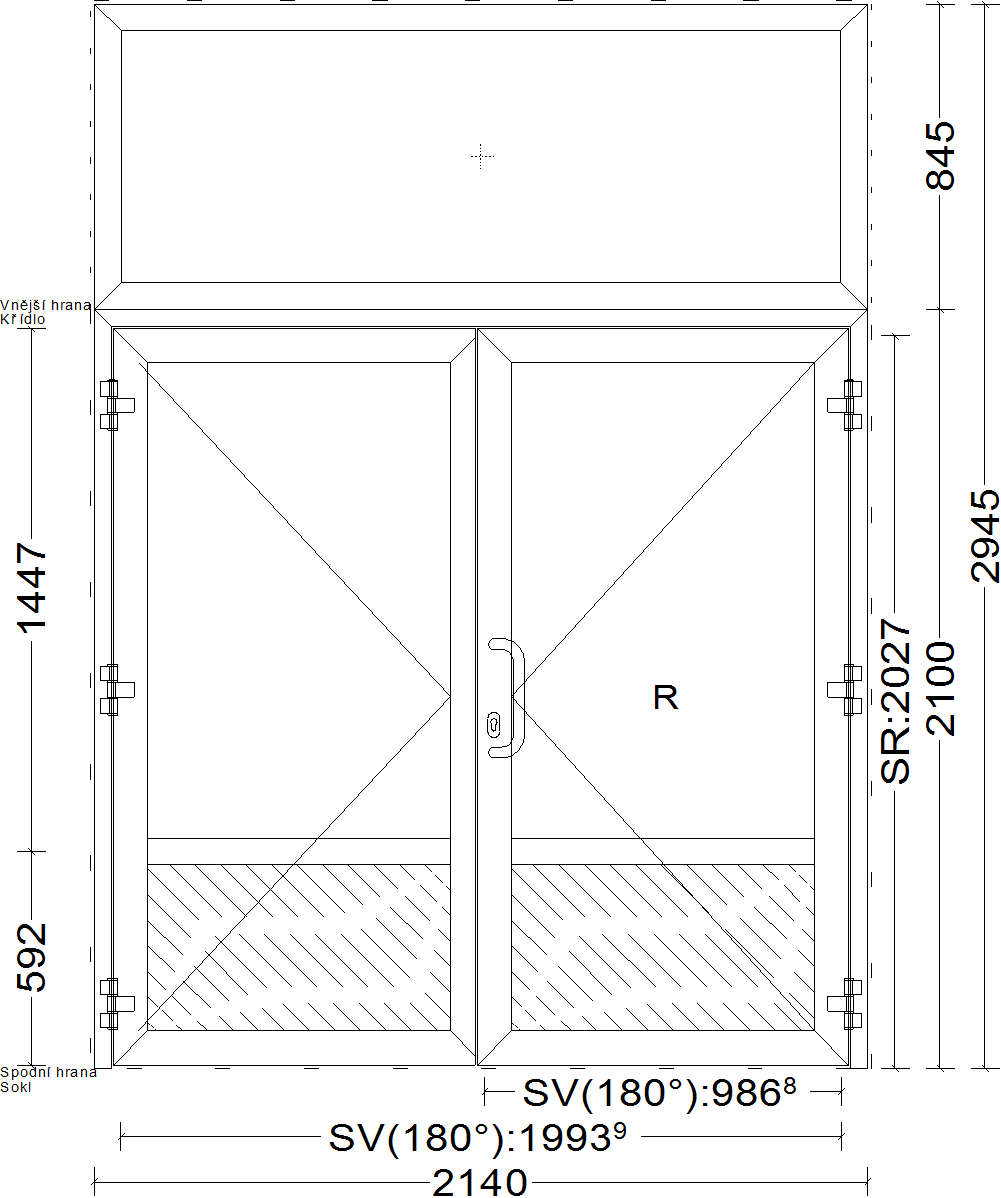 845
Vnější hrana
Křídlo
1447
2945
SR:2027
2100
R
592
Spodní hrana
Sokl
SV(180°):986⁸
SV(180°):1993⁹
2140